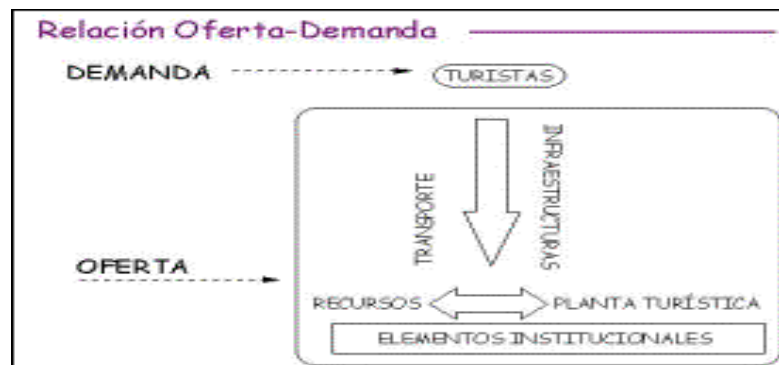 Relación Oferta-Demanda
DEMANDA
TURISTAS
TRANSPORTE
INFRAESTRUCTURAS
OFERTA
RECURSOS
PLANTA TURÍSTICA
ELEMENTOS INSTITUCIONALES